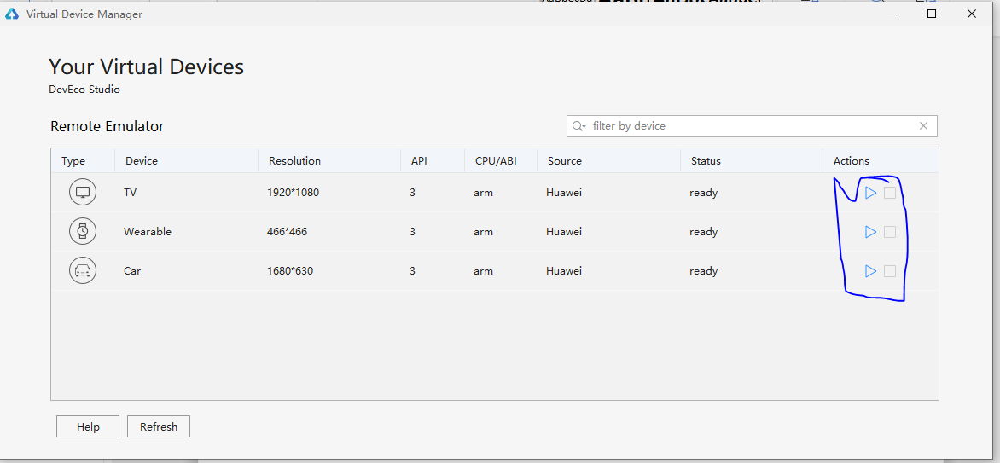 Virtual Device Manager
Your Virtual Devices
DevEco Studio
Remote Emulator
filter by device
Type Device Resolution API CPU/ABI Source Status Actions
TV 1920*1080 3 arm Huawei ready
Wearable 466*466 3 arm Huawei ready
Car 1680*630 3 arm Huawei ready
Help Refresh